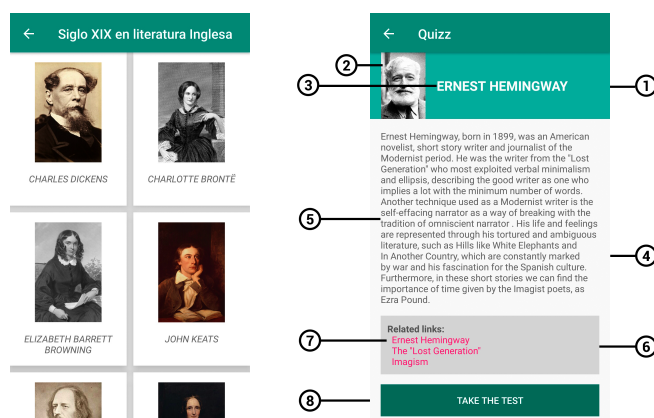 Siglo XIX en literatura Inglesa
CHARLES DICKENS
CHARLOTTE BRONTË
ELIZABETH BARRETT
BROWNING
JOHN KEATS
Quizz
2
3
1
ERNEST HEMINGWAY
Ernest Hemingway, born in 1899, was an American
novelist, short story writer and journalist of the
Modernist period. He was the writer from the "Lost
Generation" who most exploited verbal minimalism
and ellipsis, describing the good writer as one who
implies a lot with the minimum number of words.
Another technique used as a Modernist writer is the
self-effacing narrator as a way of breaking with the
tradition of omniscient narrator . His life and feelings
are represented through his tortured and ambiguous
literature, such as Hills like White Elephants and
In Another Country, which are constantly marked
by war and his fascination for the Spanish culture.
Furthermore, in these short stories we can find the
importance of time given by the Imagist poets, as
Ezra Pound.
5
4
Related links:
Ernest Hemingway
The "Lost Generation"
Imagism
7
6
8
TAKE THE TEST